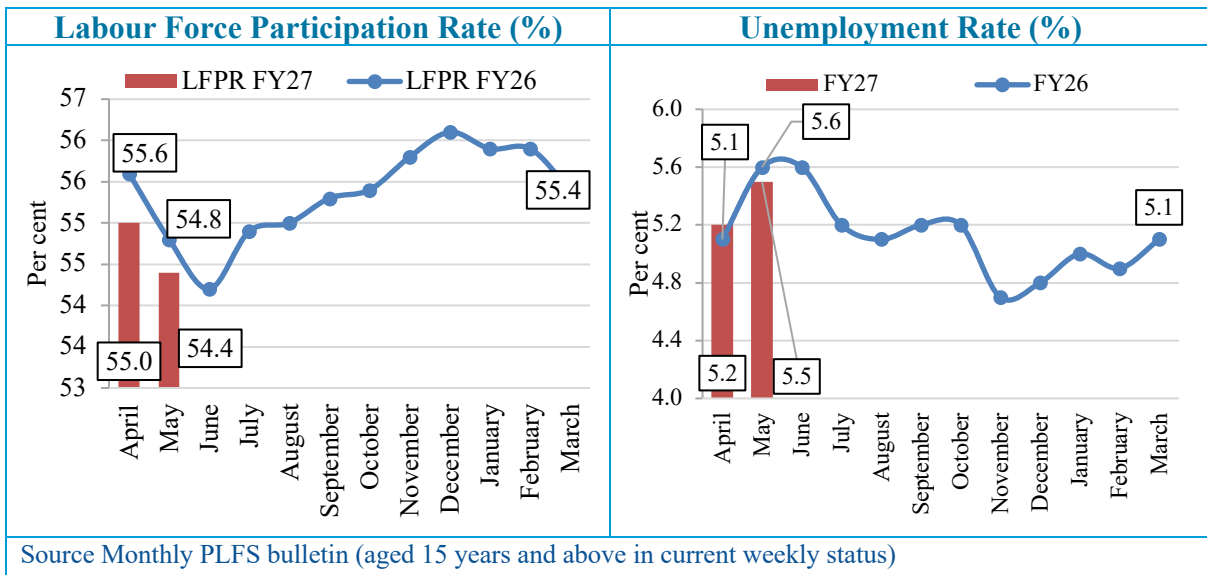 Labour Force Participation Rate (%)
LFPR FY27 LFPR FY26
Per cent
57
56
56
55
55
54
54
53
55.6
54.8
55.4
55.0
54.4
April
May
June
July
August
September
October
November
December
January
February
March
Unemployment Rate (%)
FY27 FY26
Per cent
6.0
5.6
5.2
4.8
4.4
4.0
5.1
5.6
5.1
5.2
5.5
April
May
June
July
August
September
October
November
December
January
February
March
Source Monthly PLFS bulletin (aged 15 years and above in current weekly status)